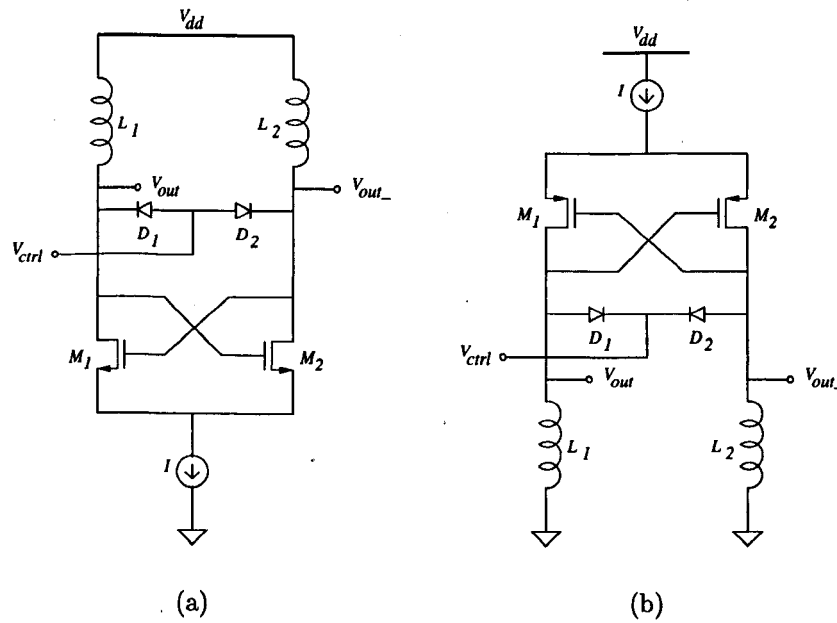 V_dd
L_1
L_2
V_out
V_out_
D_1
D_2
V_ctrl
M_1
M_2
I
(a)
V_dd
I
M_1
M_2
D_1
D_2
V_ctrl
V_out
V_out_
L_1
L_2
(b)